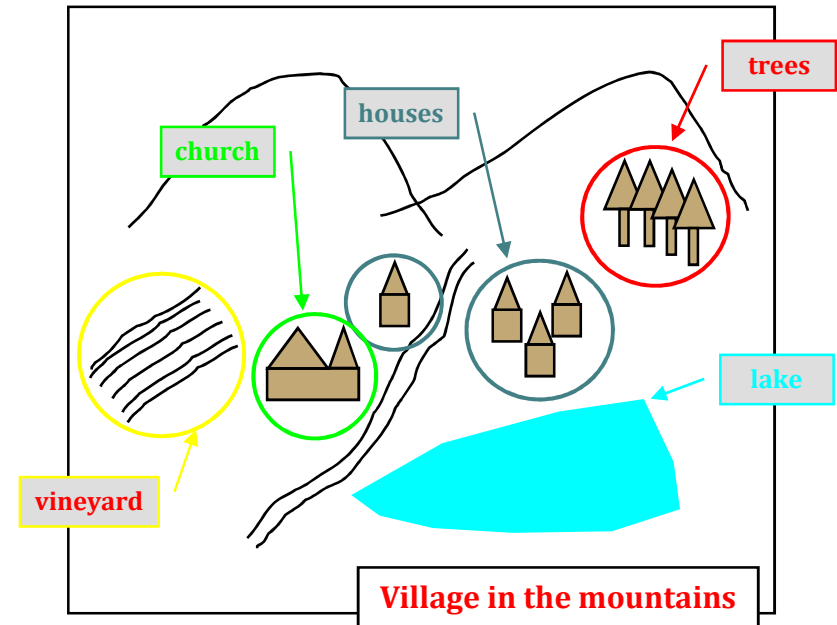 trees
houses
church
lake
vineyard
Village in the mountains